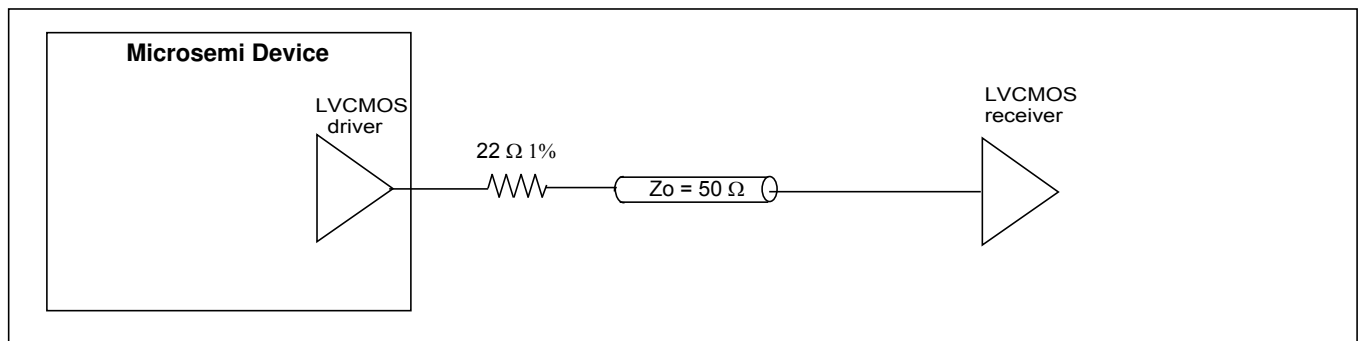 Microsemi Device
LVCMOS
driver
22 Ω 1%
Zo = 50 Ω
LVCMOS
receiver